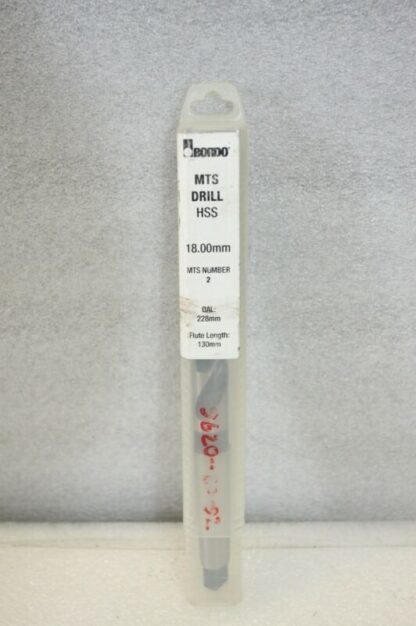 BORDO
MTS
DRILL
HSS
18.00mm
MTS NUMBER
2
OAL:
228mm
Flute Length:
130mm